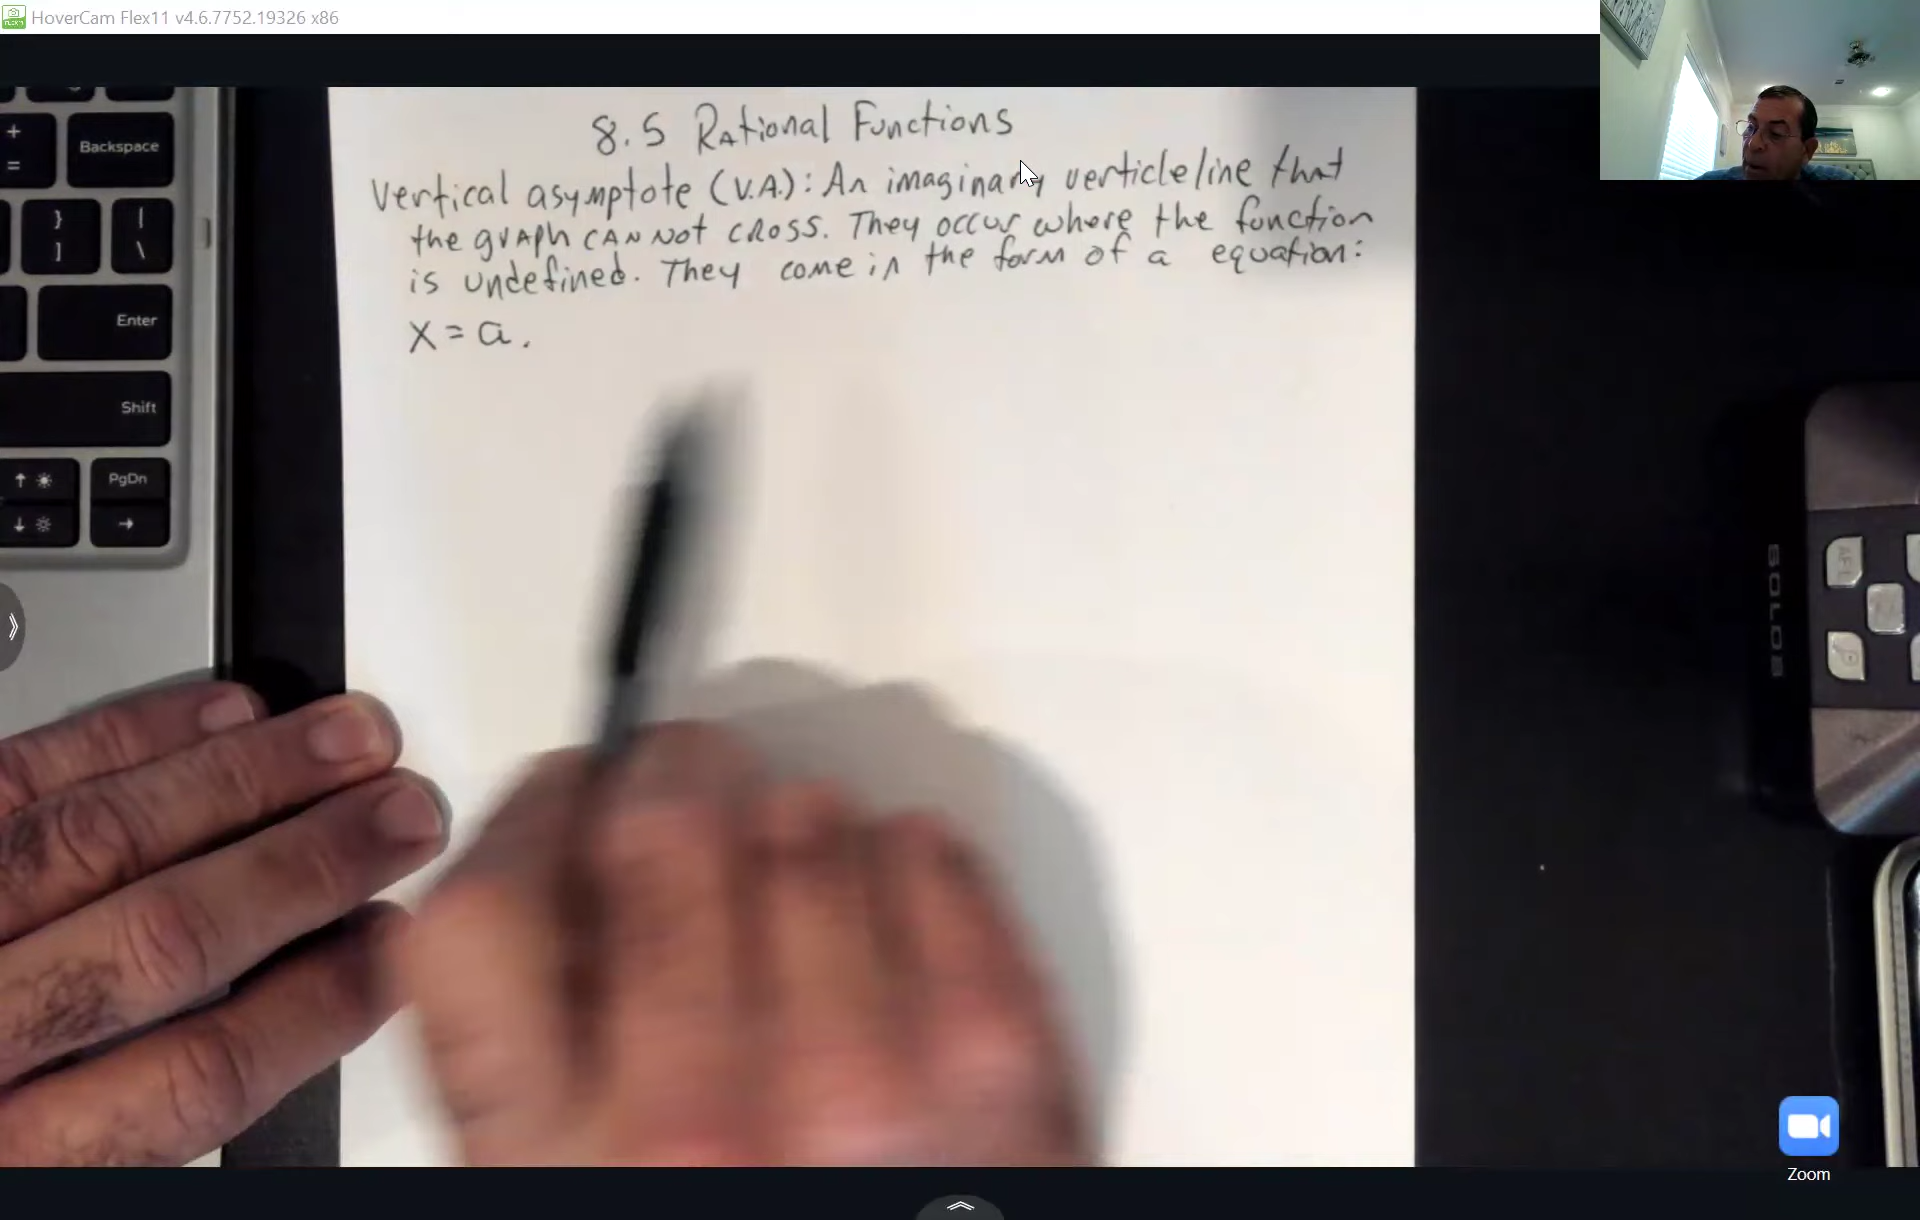 HoverCam Flex11 v4.6.7752.19326 x86
8.5 Rational Functions
Vertical asymptote (V.A.): An imaginary verticle line that
the graph CANNOT CROSS. They occur where the function
is undefined. They come in the form of a equation:
X = a.
+
=
Backspace
}
]
|
\
Enter
Shift
↑
PgDn
↓
→
SOLDB
Zoom